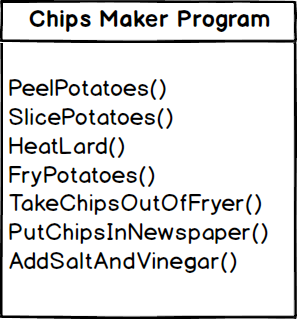 Chips Maker Program
PeelPotatoes()
SlicePotatoes()
HeatLard()
FryPotatoes()
TakeChipsOutOfFryer()
PutChipsInNewspaper()
AddSaltAndVinegar()